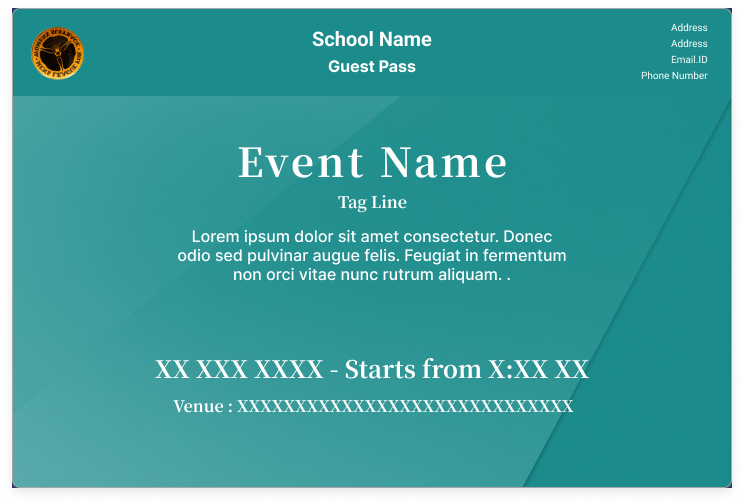 School Name
Guest Pass
Address
Address
Email.ID
Phone Number
Event Name
Tag Line
Lorem ipsum dolor sit amet consectetur. Donec
odio sed pulvinar augue felis. Feugiat in fermentum
non orci vitae nunc rutrum aliquam. .
XX XXX XXXX - Starts from X:XX XX
Venue : XXXXXXXXXXXXXXXXXXXXXXXXXXXXX